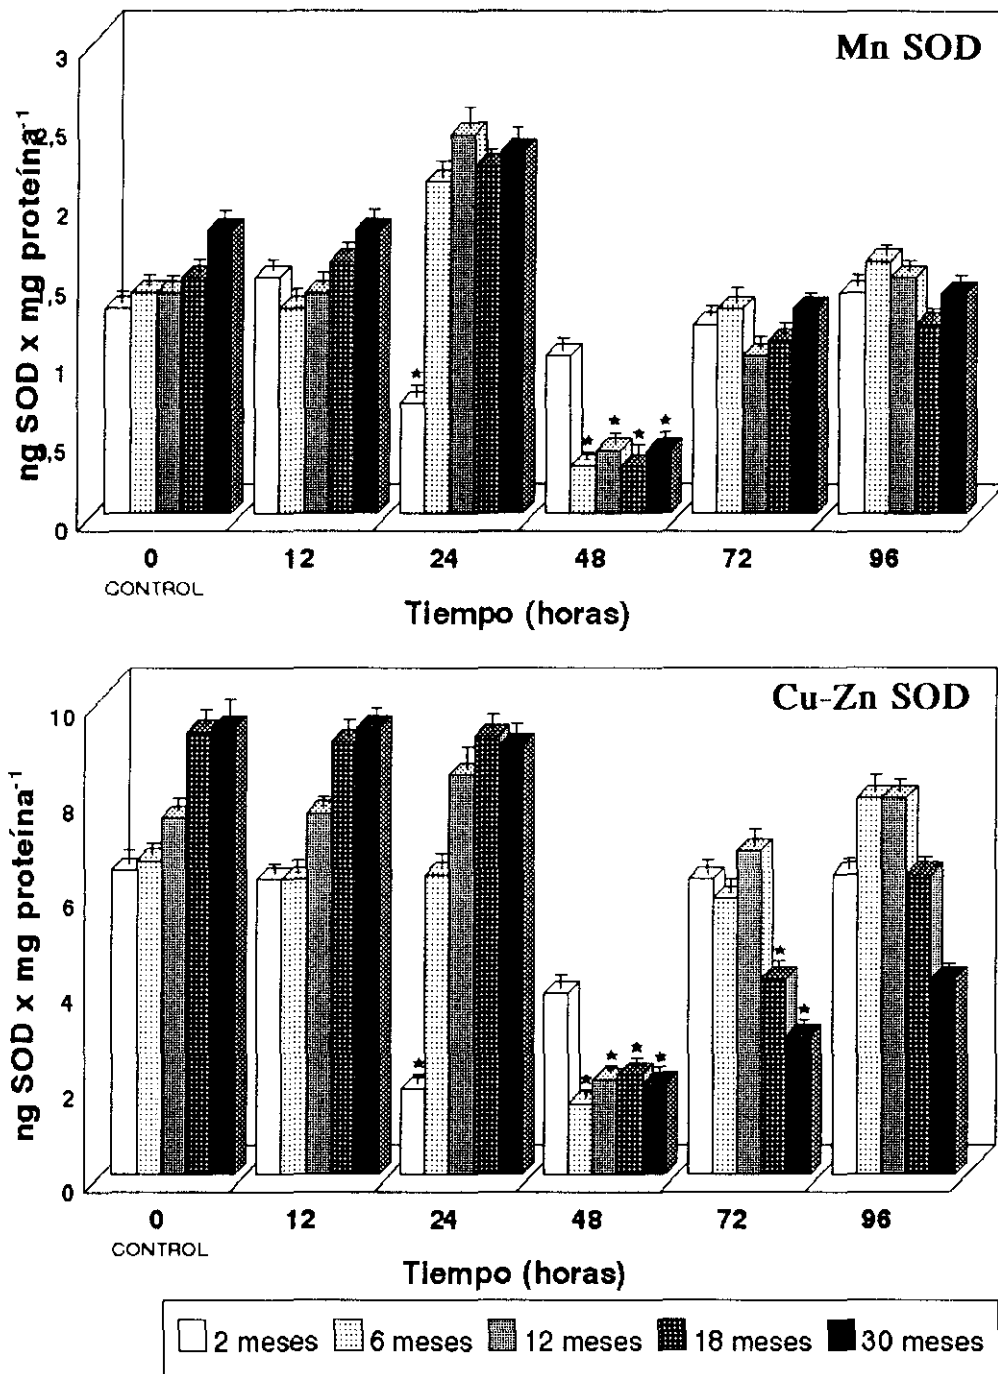 Mn SOD
ng SOD x mg proteína-1
3
2,5
2
1,5
1
0,5
0
0 12 24 48 72 96
CONTROL
Tiempo (horas)
Cu-Zn SOD
ng SOD x mg proteína-1
10
8
6
4
2
0
0 12 24 48 72 96
CONTROL
Tiempo (horas)
2 meses 6 meses 12 meses 18 meses 30 meses